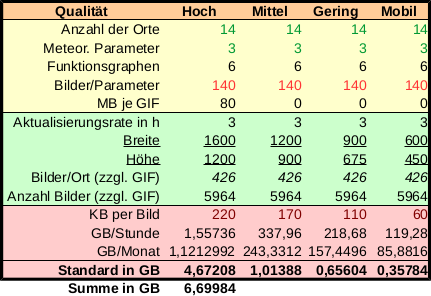 Qualität Hoch Mittel Gering Mobil
Anzahl der Orte 14 14 14 14
Meteor. Parameter 3 3 3 3
Funktionsgraphen 6 6 6 6
Bilder/Parameter 140 140 140 140
MB je GIF 80 0 0 0
Aktualisierungsrate in h 3 3 3 3
Breite 1600 1200 900 600
Höhe 1200 900 675 450
Bilder/Ort (zzgl. GIF) 426 426 426 426
Anzahl Bilder (zzgl. GIF) 5964 5964 5964 5964
KB per Bild 220 170 110 60
GB/Stunde 1,55736 337,96 218,68 119,28
GB/Monat 1,1212992 243,3312 157,4496 85,8816
Standard in GB 4,67208 1,01388 0,65604 0,35784
Summe in GB 6,69984